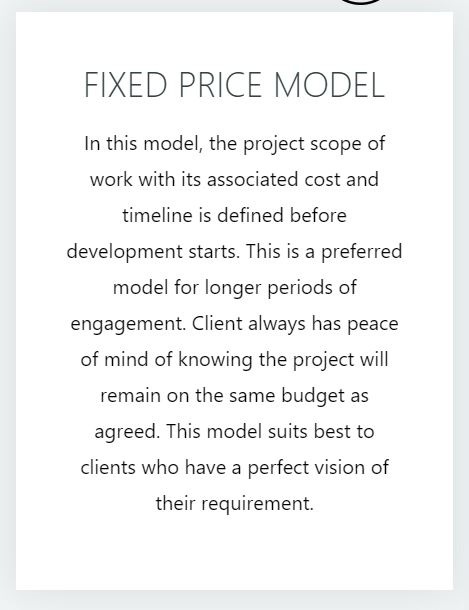 FIXED PRICE MODEL
In this model, the project scope of
work with its associated cost and
timeline is defined before
development starts. This is a preferred
model for longer periods of
engagement. Client always has peace
of mind of knowing the project will
remain on the same budget as
agreed. This model suits best to
clients who have a perfect vision of
their requirement.